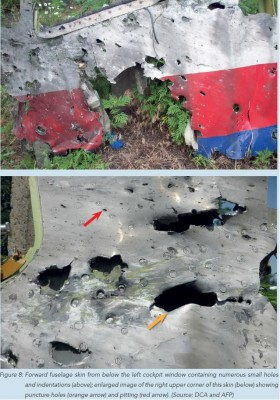 Figure 8: Forward fuselage skin from below the left cockpit window containing numerous small holes
and indentations (above); enlarged image of the right upper corner of this skin (below) showing
puncture holes (orange arrow) and pitting (red arrow). (Source: DCA and AFP)